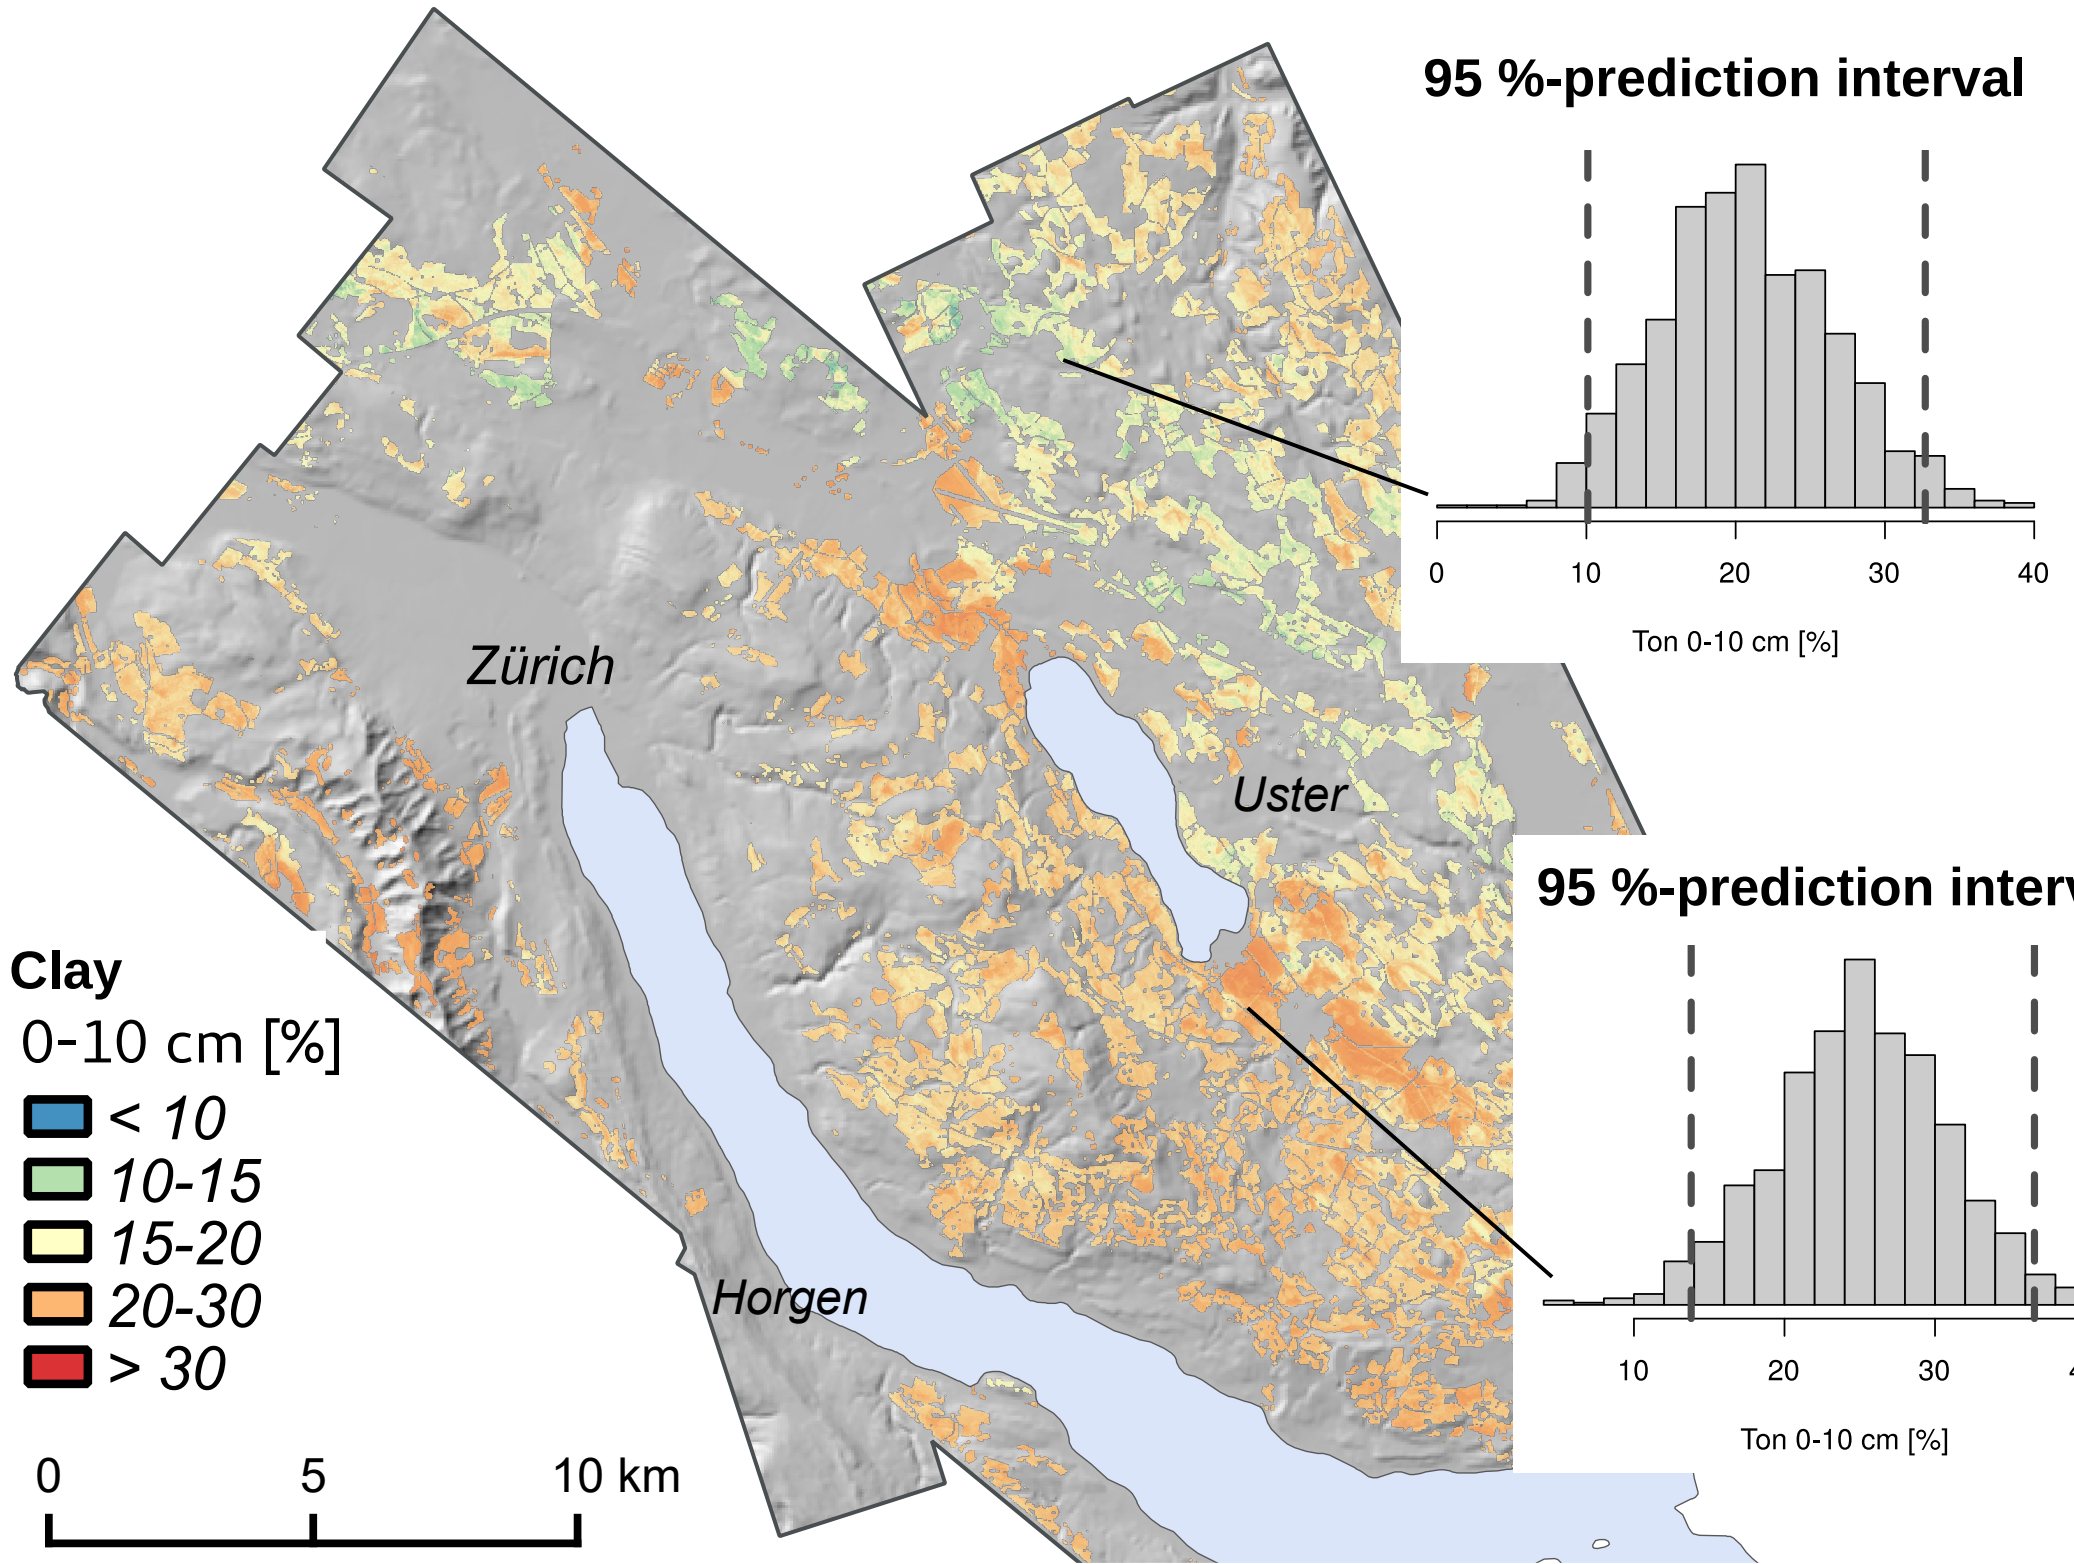 95 %-prediction interval
0 10 20 30 40
Ton 0-10 cm [%]
Zürich
Uster
Horgen
95 %-prediction interv
10 20 30
Ton 0-10 cm [%]
Clay
0-10 cm [%]
< 10
10-15
15-20
20-30
> 30
0 5 10 km